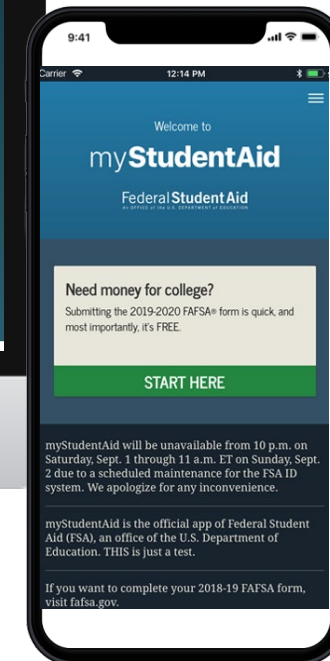 9:41
Carrier 12:14 PM
Welcome to
myStudentAid
Federal Student Aid
An OFFICE of the U.S. DEPARTMENT of EDUCATION
Need money for college?
Submitting the 2019-2020 FAFSA® form is quick, and
most importantly, it's FREE.
START HERE
myStudentAid will be unavailable from 10 p.m. on
Saturday, Sept. 1 through 11 a.m. ET on Sunday, Sept.
2 due to a scheduled maintenance for the FSA ID
system. We apologize for any inconvenience.
myStudentAid is the official app of Federal Student
Aid (FSA), an office of the U.S. Department of
Education. THIS is just a test.
If you want to complete your 2018-19 FAFSA form,
visit fafsa.gov.